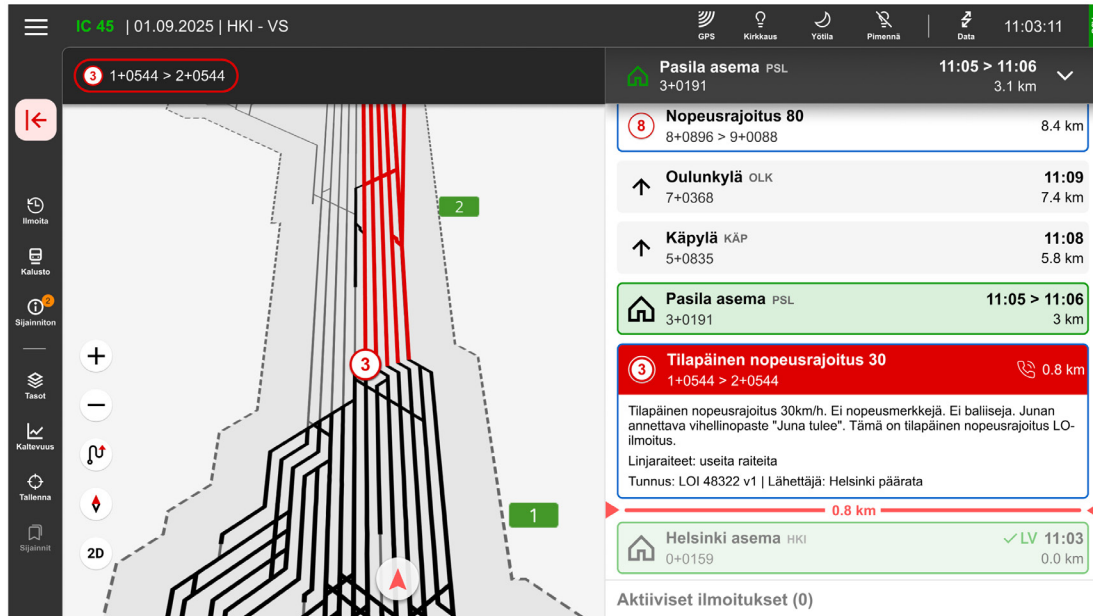 IC 45 | 01.09.2025 | HKI - VS
GPS
Kirkkaus
Yötila
Pimennä
Data
11:03:11
3 1+0544 > 2+0544
Ilmoita
Kalusto
2
Sijainniton
Tasot
Kaltevuus
Tallenna
Sijainnit
2D
3
2
1
Pasila asema PSL 11:05 > 11:06
3+0191 3.1 km
8 Nopeusrajoitus 80
8+0896 > 9+0088 8.4 km
Oulunkylä OLK 11:09
7+0368 7.4 km
Käpylä KÄP 11:08
5+0835 5.8 km
Pasila asema PSL 11:05 > 11:06
3+0191 3 km
3 Tilapäinen nopeusrajoitus 30
1+0544 > 2+0544 0.8 km
Tilapäinen nopeusrajoitus 30km/h. Ei nopeusmerkkejä. Ei baliiseja. Junan
annettava vihellinopaste "Juna tulee". Tämä on tilapäinen nopeusrajoitus LO-
ilmoitus.
Linjaraiteet: useita raiteita
Tunnus: LOI 48322 v1 | Lähettäjä: Helsinki päärata
0.8 km
Helsinki asema HKI LV 11:03
0+0159 0.0 km
Aktiiviset ilmoitukset (0)